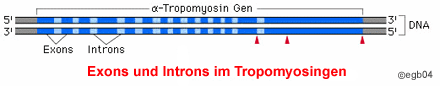 α-Tropomyosin Gen
5' 5'
3' 3'
DNA
Exons Introns
Exons und Introns im Tropomyosingen
©egb04